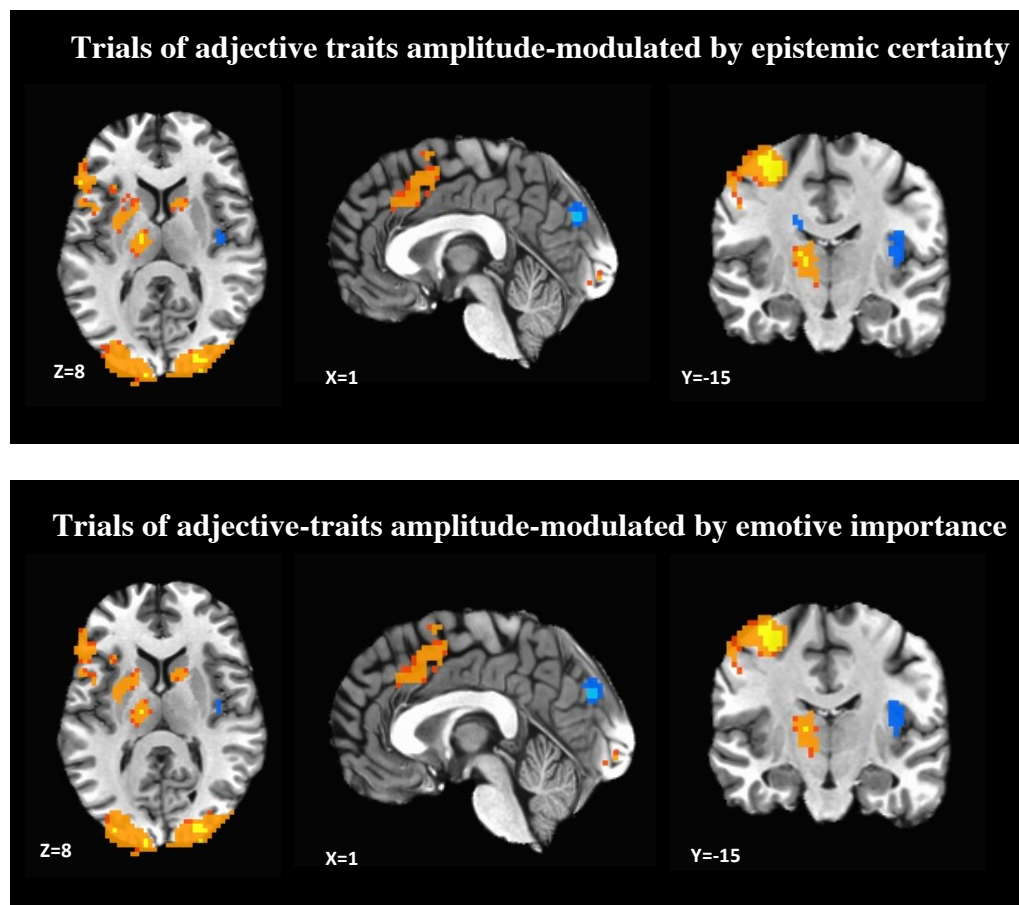 Trials of adjective traits amplitude-modulated by epistemic certainty
Z=8
X=1
Y=-15
Trials of adjective-traits amplitude-modulated by emotive importance
Z=8
X=1
Y=-15